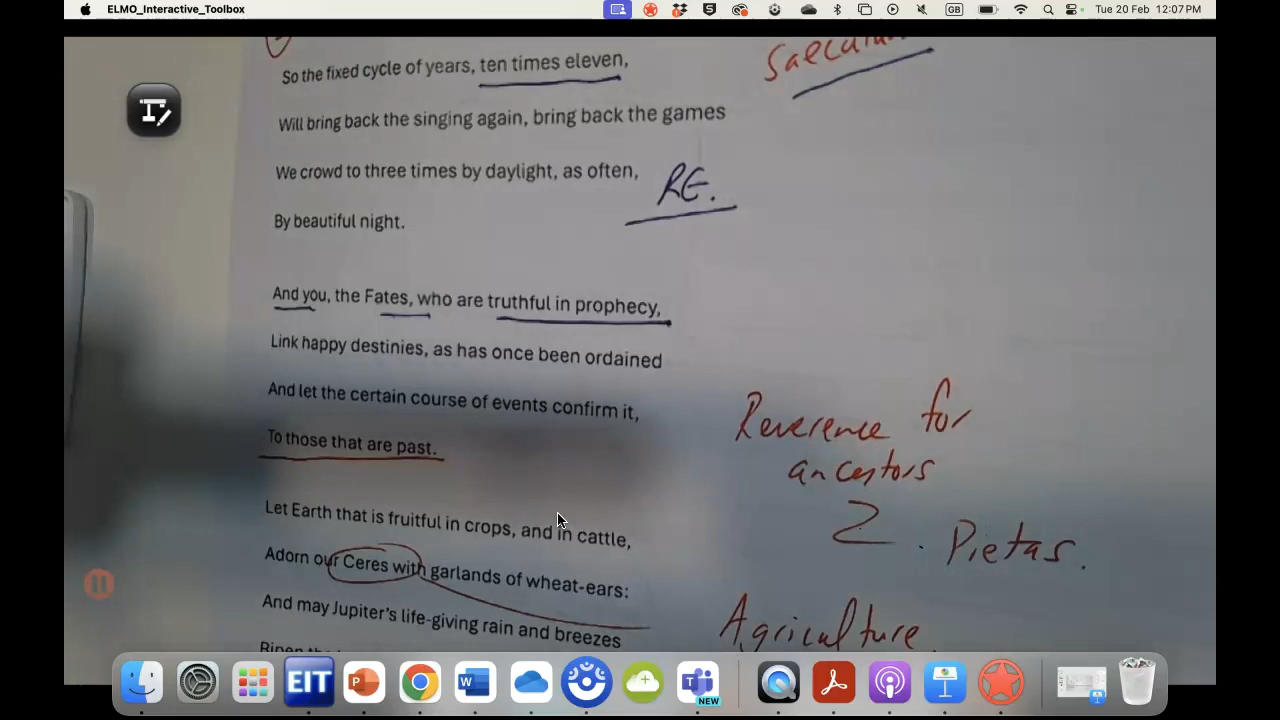 ELMO_Interactive_Toolbox
GB
Tue 20 Feb 12:07PM
Saeculum
So the fixed cycle of years, ten times eleven,
Will bring back the singing again, bring back the games
We crowd to three times by daylight, as often,
RE.
By beautiful night.
And you, the Fates, who are truthful in prophecy,
Link happy destinies, as has once been ordained
And let the certain course of events confirm it,
To those that are past.
Reverence for
ancestors
Pietas.
Let Earth that is fruitful in crops, and in cattle,
Adorn our Ceres with garlands of wheat-ears:
And may Jupiter's life-giving rain and breezes
Agriculture
EIT
NEW